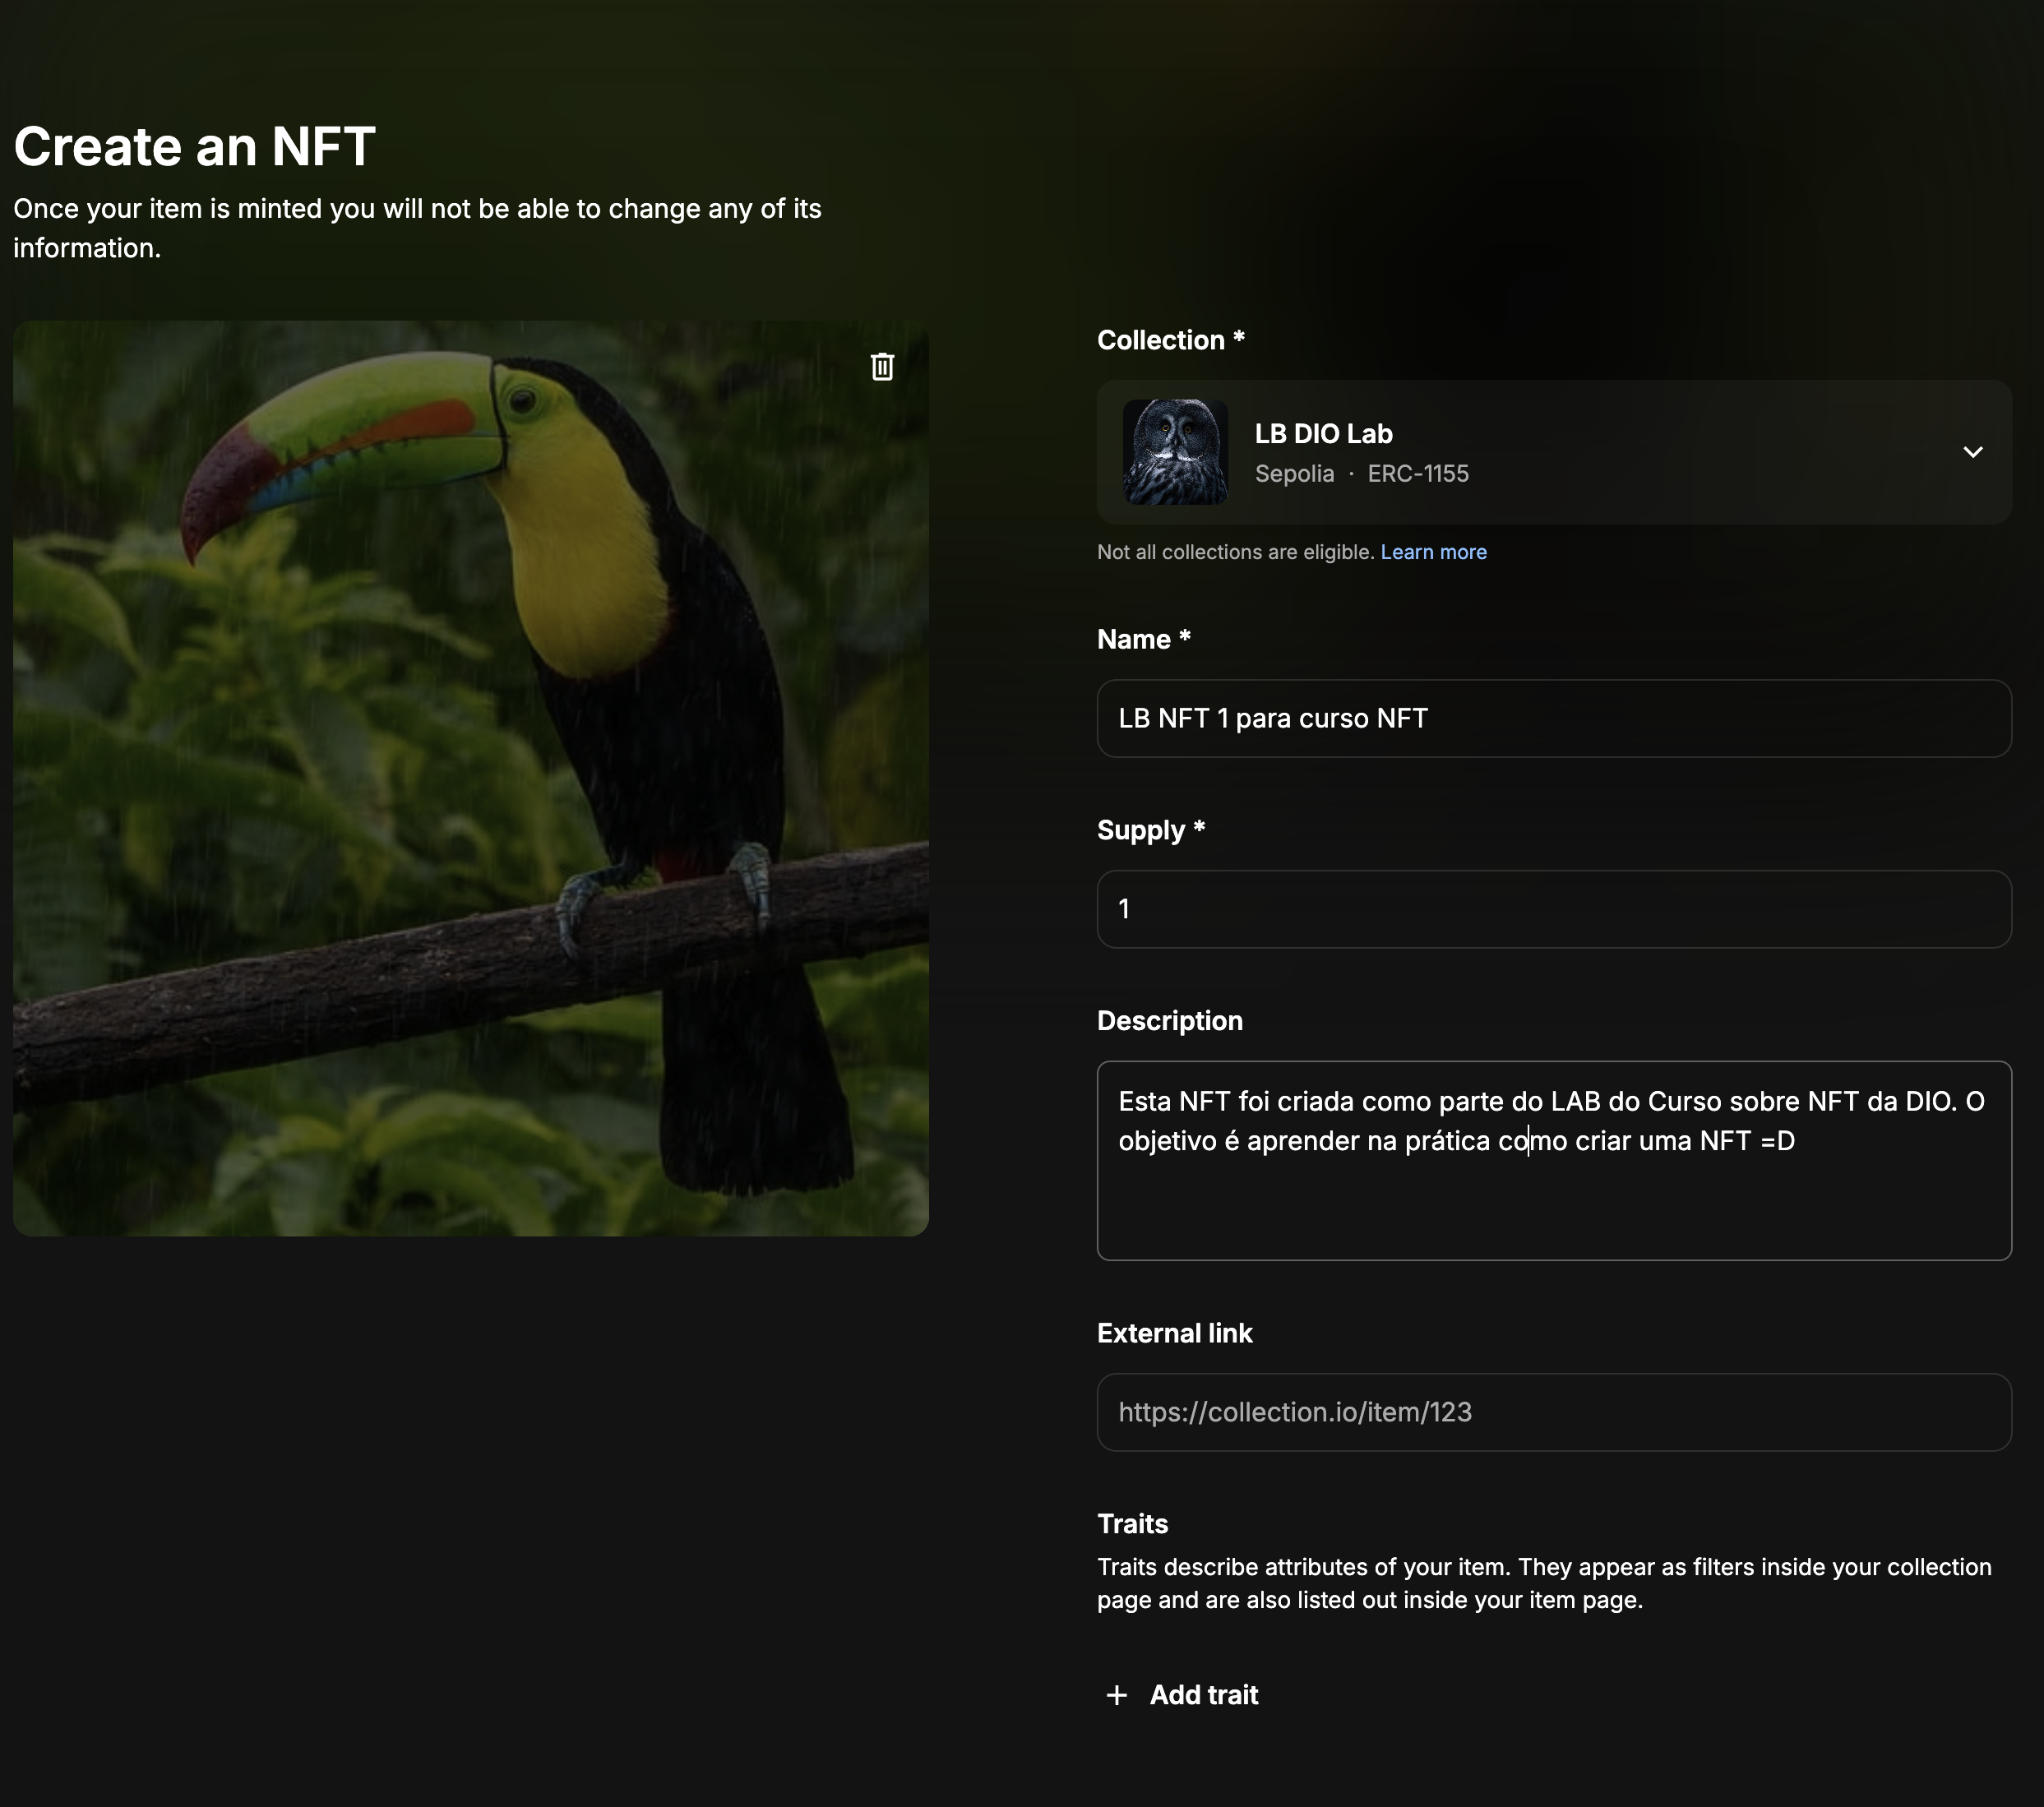 Create an NFT
Once your item is minted you will not be able to change any of its
information.
Collection *
LB DIO Lab
Sepolia · ERC-1155
Not all collections are eligible. Learn more
Name *
LB NFT 1 para curso NFT
Supply *
1
Description
Esta NFT foi criada como parte do LAB do Curso sobre NFT da DIO. O
objetivo é aprender na prática como criar uma NFT =D
External link
https://collection.io/item/123
Traits
Traits describe attributes of your item. They appear as filters inside your collection
page and are also listed out inside your item page.
+ Add trait